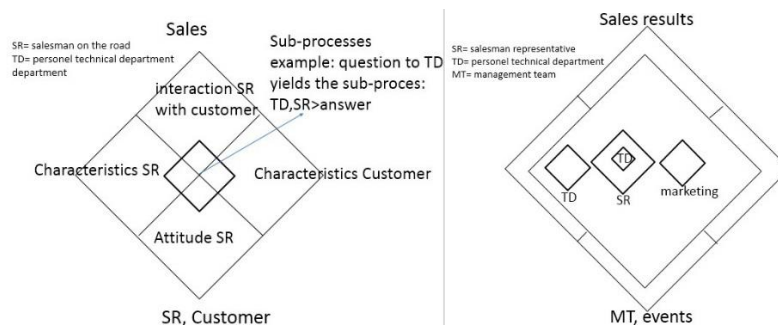 Sales
SR= salesman on the road
TD= personel technical department
department
Sub-processes
example: question to TD
yields the sub-proces:
TD,SR>answer
interaction SR
with customer
Characteristics SR
Characteristics Customer
Attitude SR
SR, Customer
Sales results
SR= salesman representative
TD= personel technical department
MT= management team
TD
TD
SR
marketing
MT, events